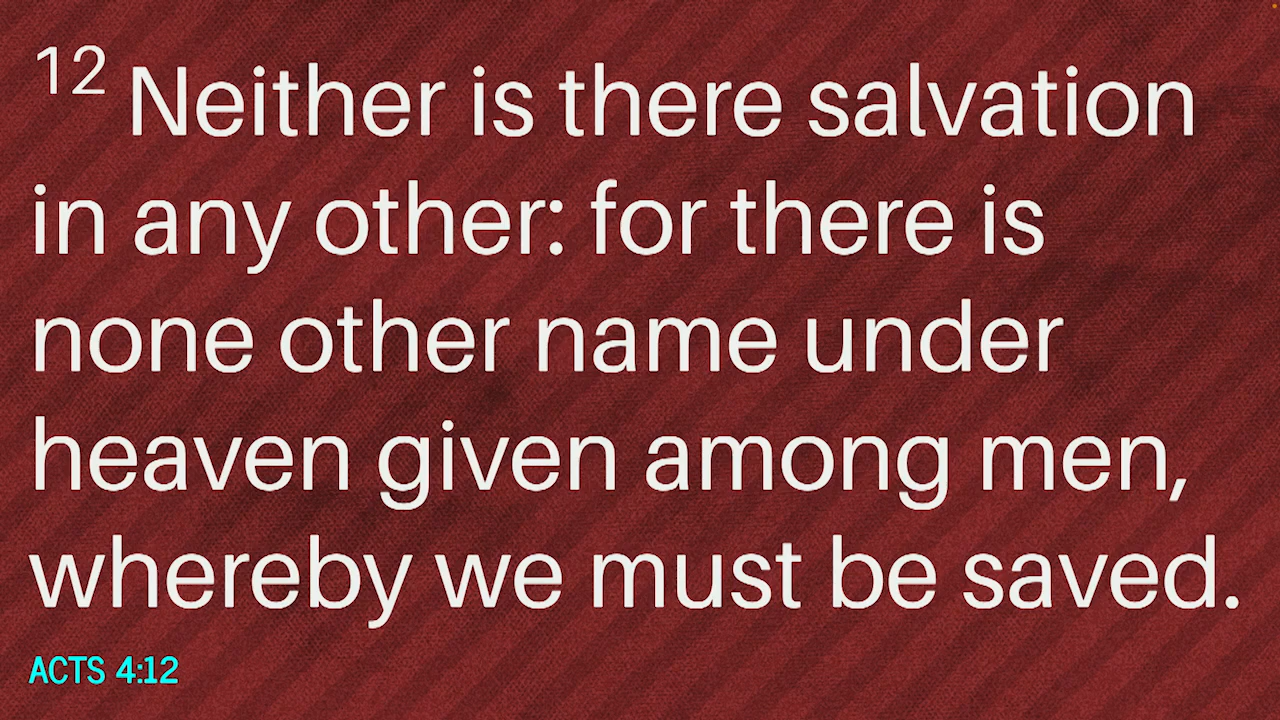 12 Neither is there salvation
in any other: for there is
none other name under
heaven given among men,
whereby we must be saved.
ACTS 4:12